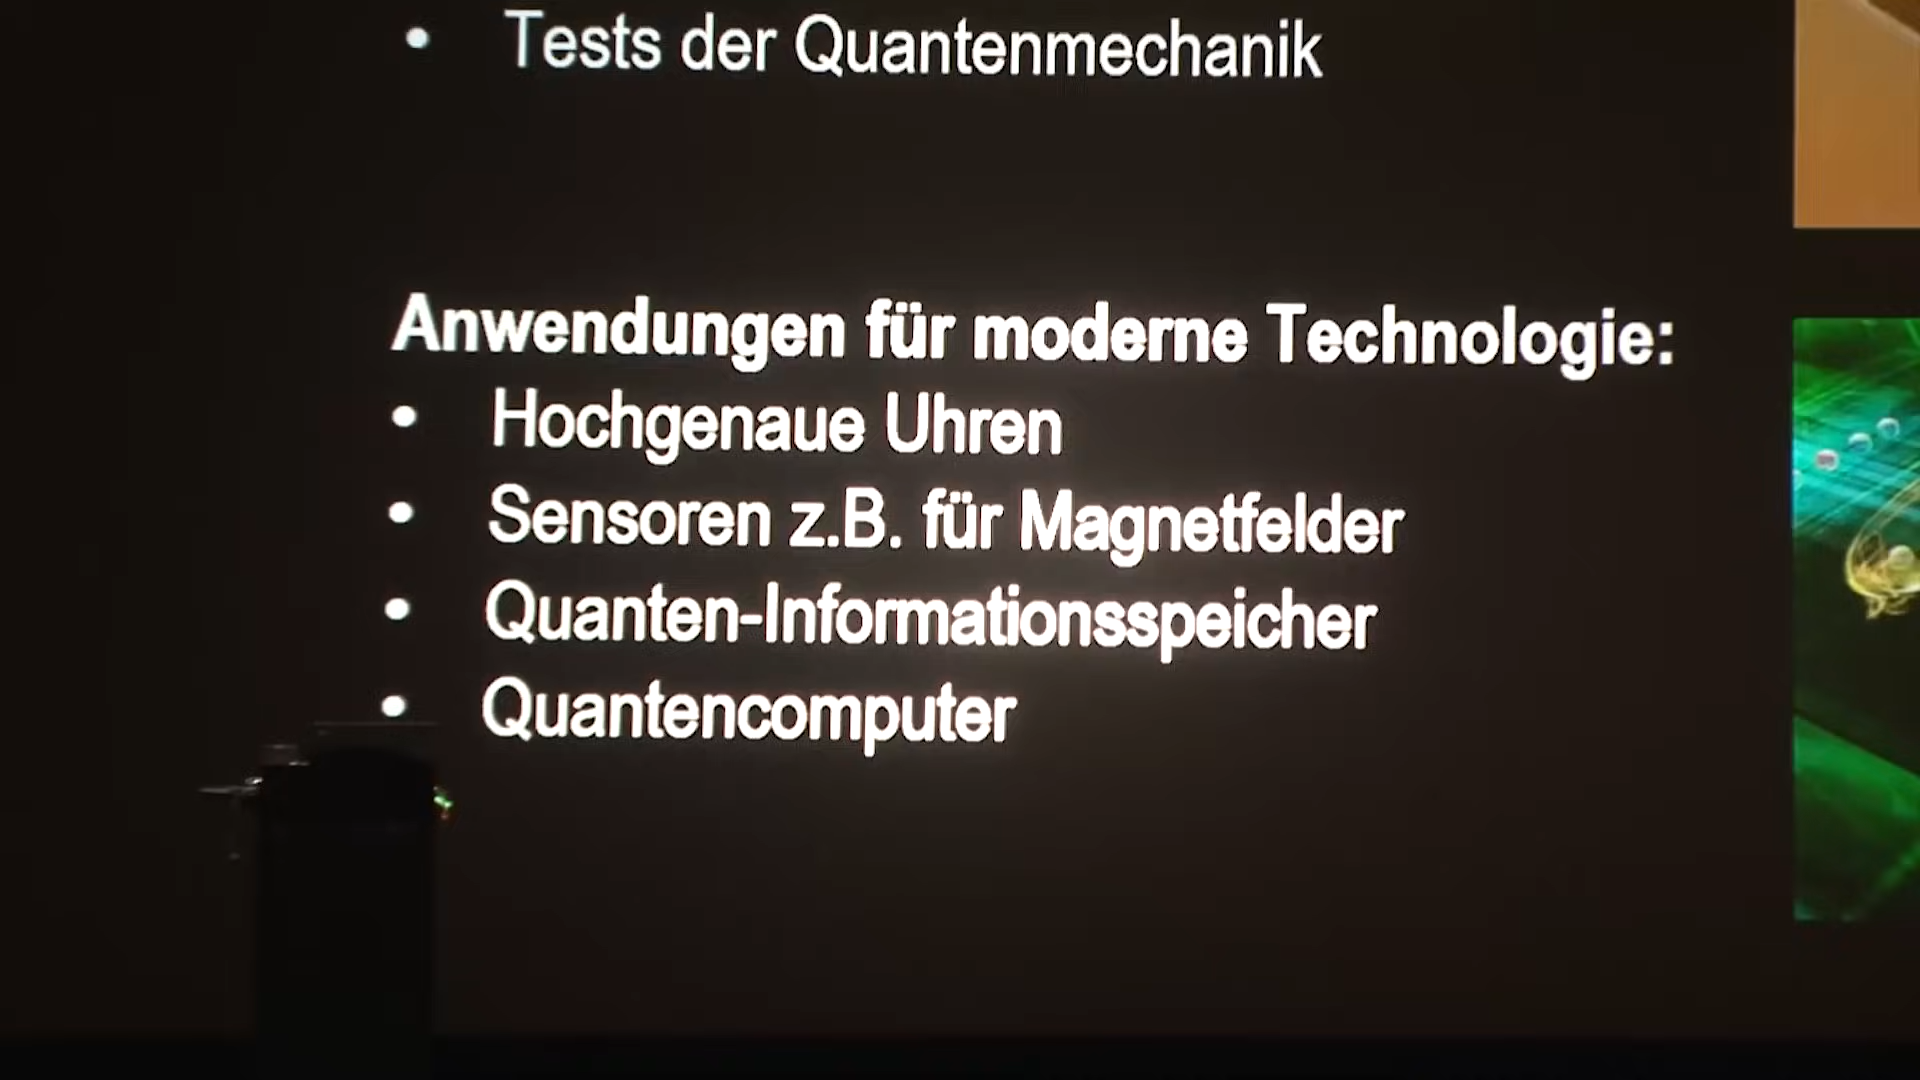 • Tests der Quantenmechanik
Anwendungen für moderne Technologie:
• Hochgenaue Uhren
• Sensoren z.B. für Magnetfelder
• Quanten-Informationsspeicher
• Quantencomputer